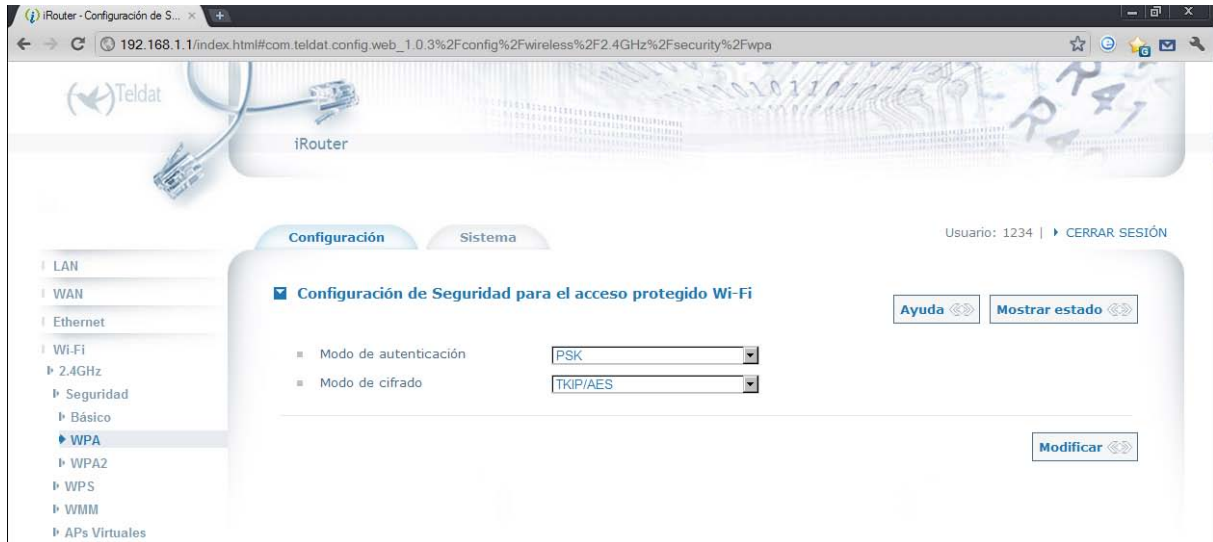 iRouter - Configuración de S...
192.168.1.1/index.html#com.teldat.config.web_1.0.3%2Fconfig%2Fwireless%2F2.4GHz%2Fsecurity%2Fwpa
Teldat
iRouter
Configuración
Sistema
Usuario: 1234 | CERRAR SESIÓN
LAN
WAN
Ethernet
Wi-Fi
2.4GHz
Seguridad
Básico
WPA
WPA2
WPS
WMM
APs Virtuales
Configuración de Seguridad para el acceso protegido Wi-Fi
Ayuda
Mostrar estado
Modo de autenticación PSK
Modo de cifrado TKIP/AES
Modificar